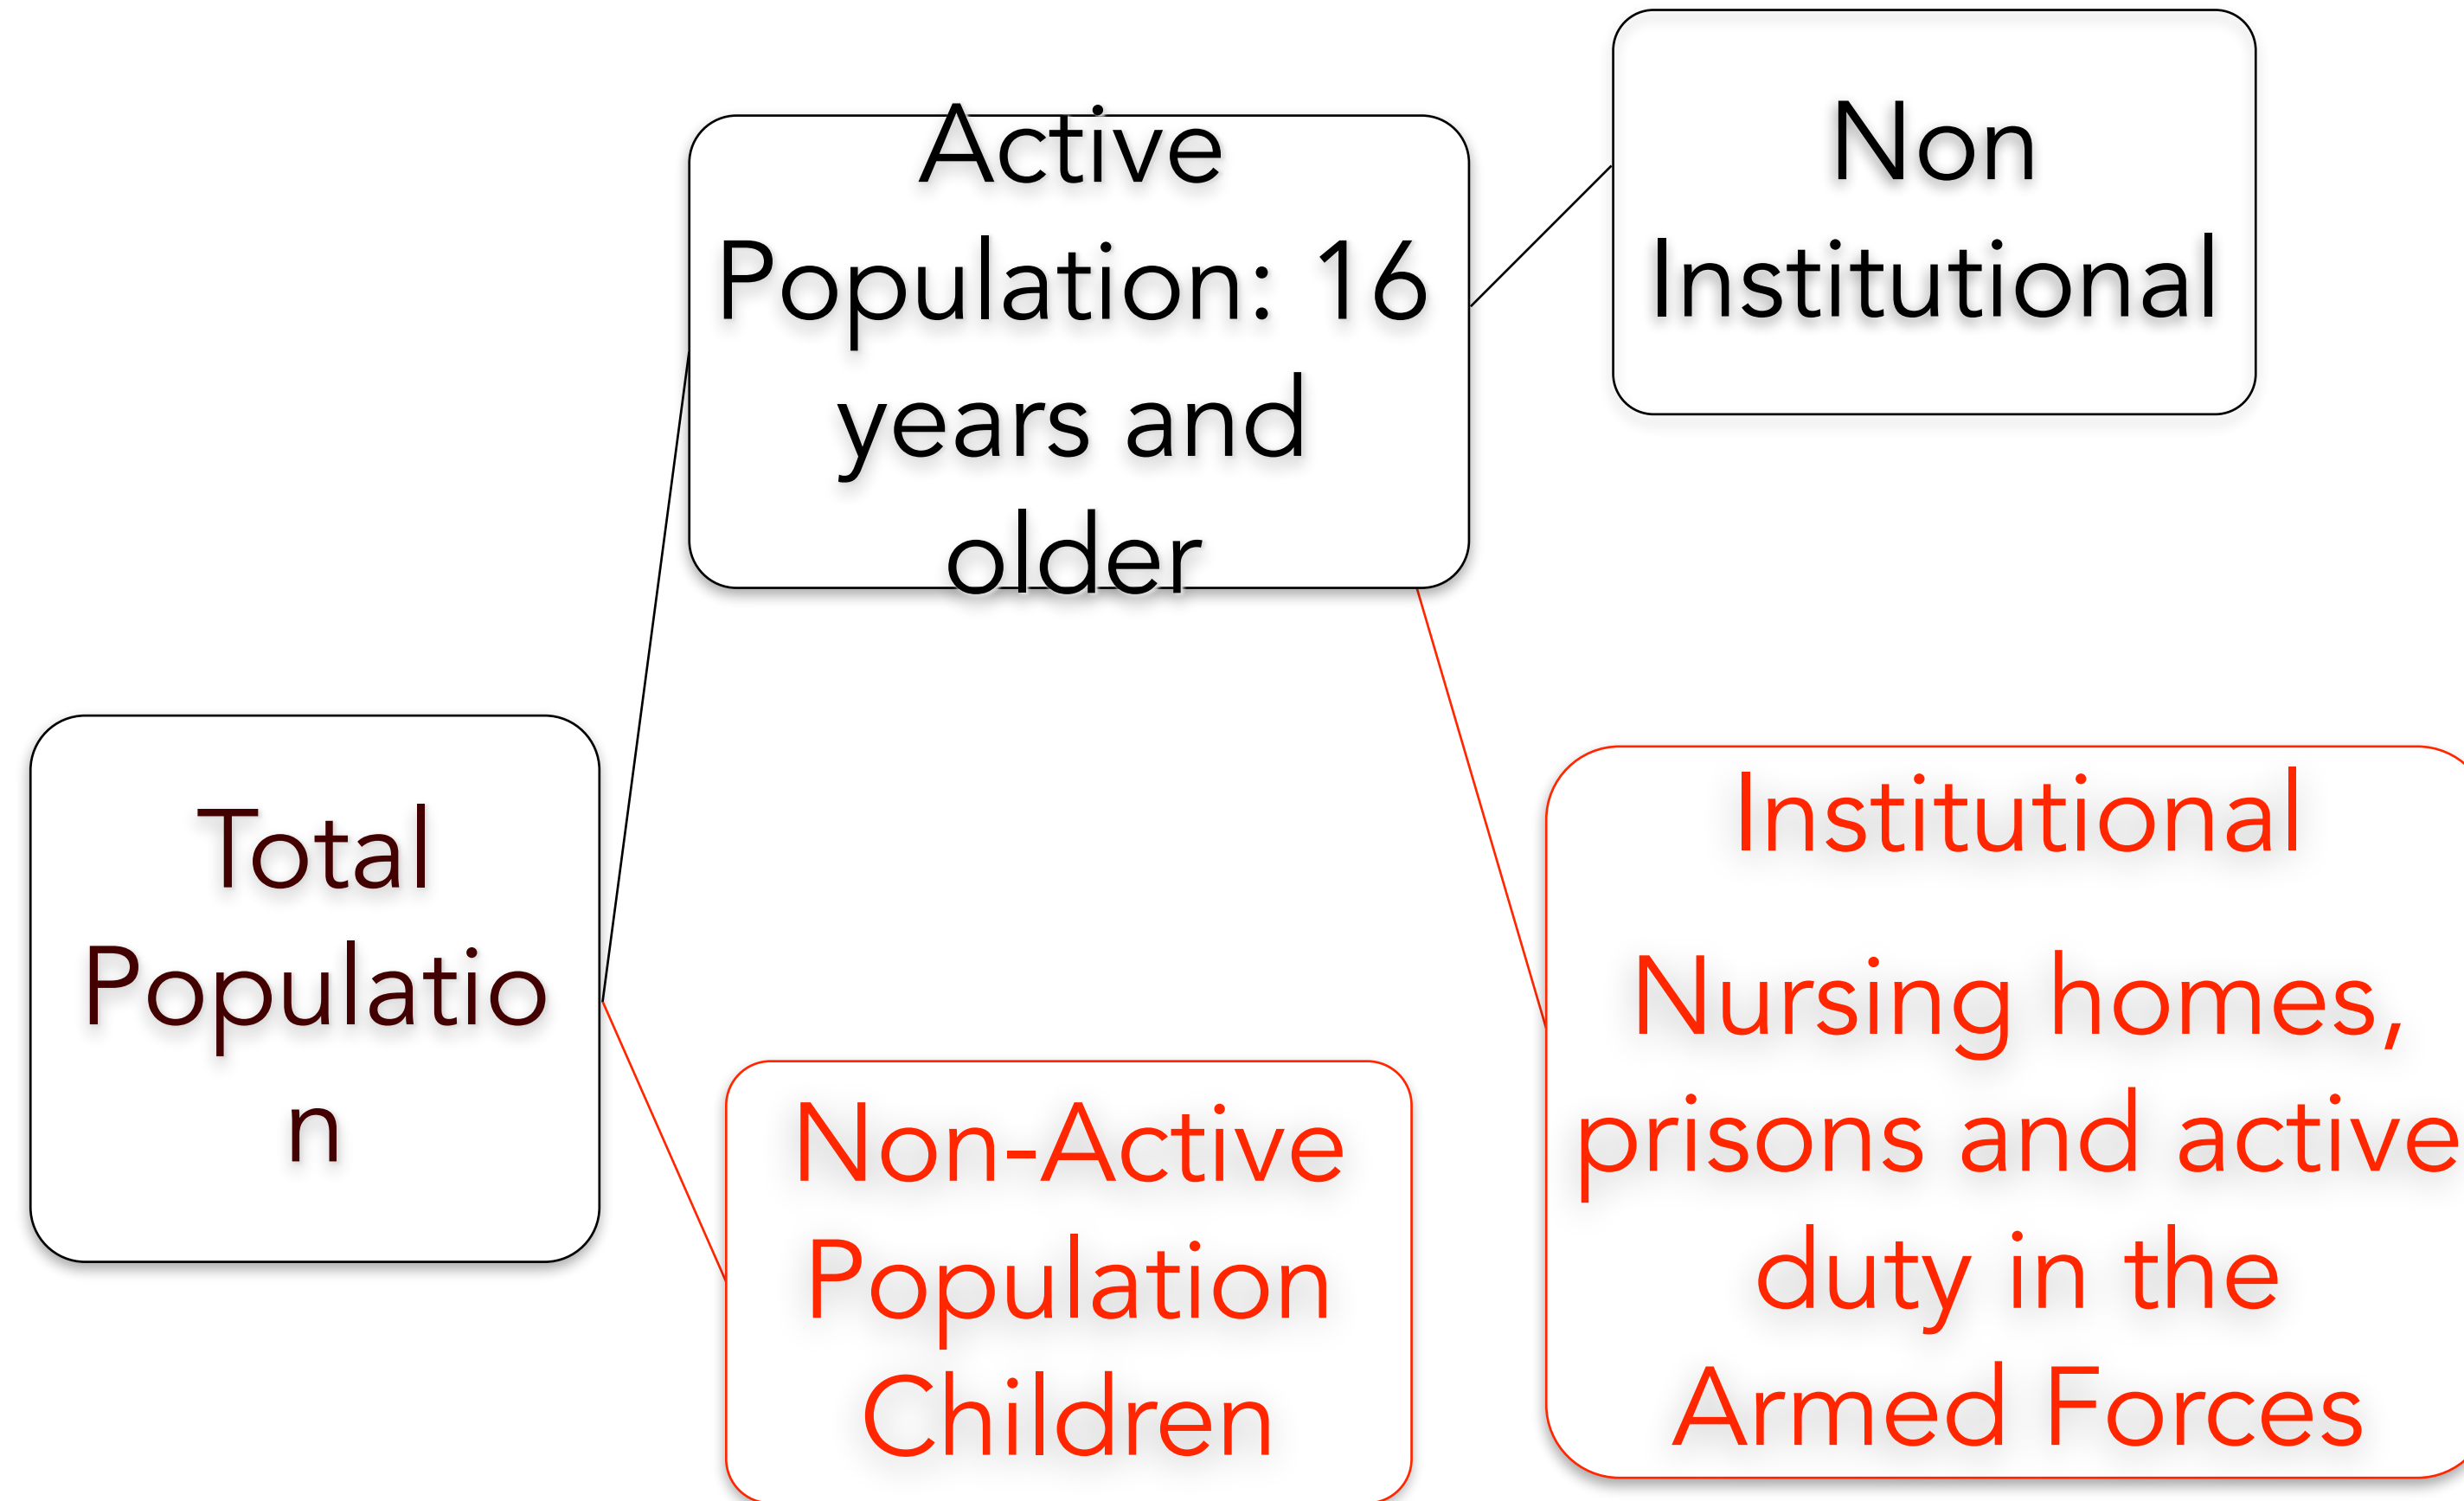 Total
Populatio
n
Active
Population: 16
years and
older
Non-Active
Population
Children
Non
Institutional
Institutional
Nursing homes,
prisons and active
duty in the
Armed Forces